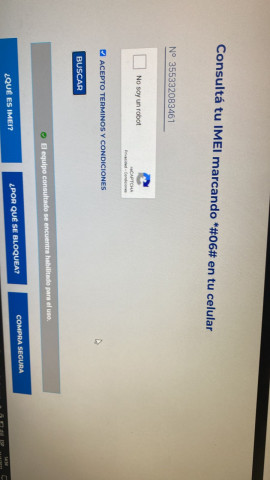 Consultá tu IMEI marcando *#06# en tu celular
Nº 355332083461
No soy un robot
reCAPTCHA
Privacidad - Condiciones
ACEPTO TERMINOS Y CONDICIONES
BUSCAR
El equipo consultado se encuentra habilitado para el uso.
¿QUÉ ES IMEI?
¿POR QUÉ SE BLOQUEA?
COMPRA SEGURA